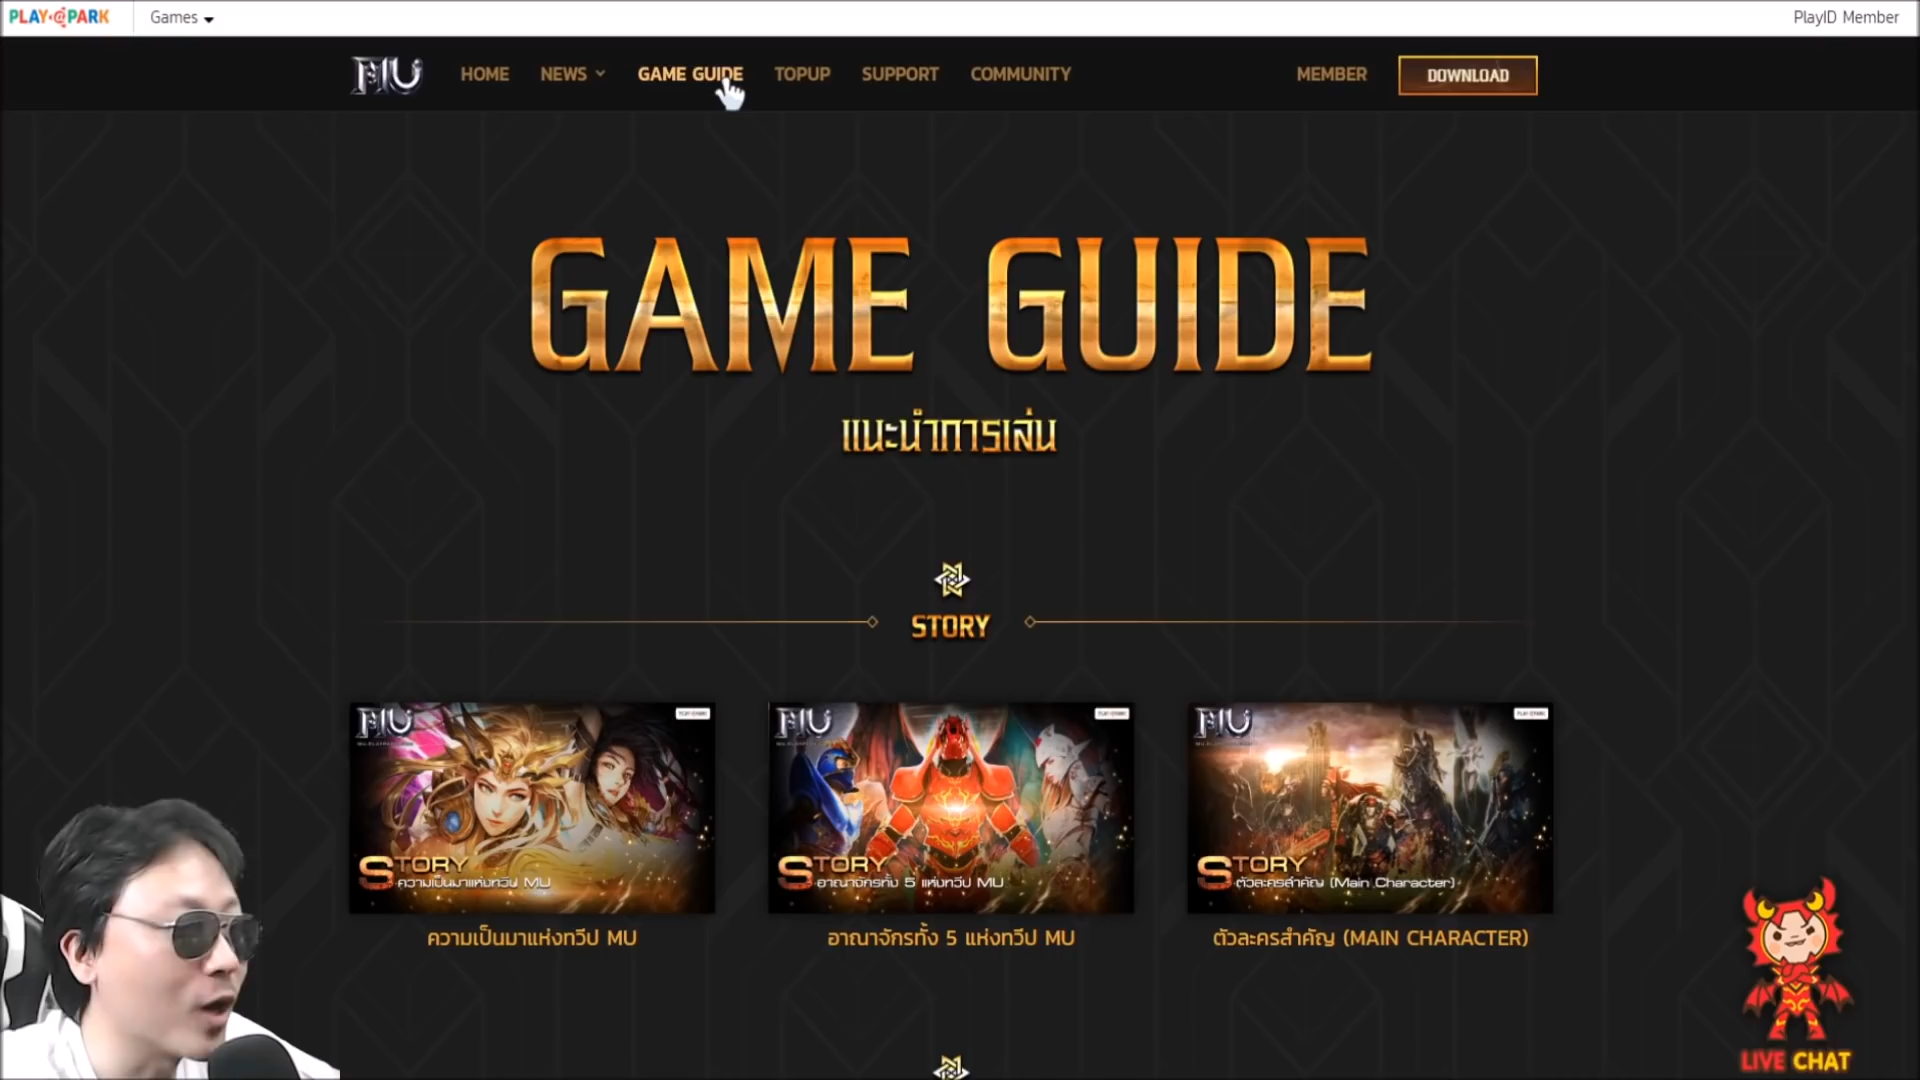 PLAY@PARK
Games
PlayID Member
MU
HOME
NEWS
GAME GUIDE
TOPUP
SUPPORT
COMMUNITY
MEMBER
DOWNLOAD
GAME GUIDE
แนะนำการเล่น
STORY
MU
STORY
ความเป็นมาแห่งทวีป MU
ความเป็นมาแห่งทวีป MU
MU
STORY
อาณาจักรทั้ง 5 แห่งทวีป MU
อาณาจักรทั้ง 5 แห่งทวีป MU
MU
STORY
ตัวละครสำคัญ (Main Character)
ตัวละครสำคัญ (MAIN CHARACTER)
LIVE CHAT